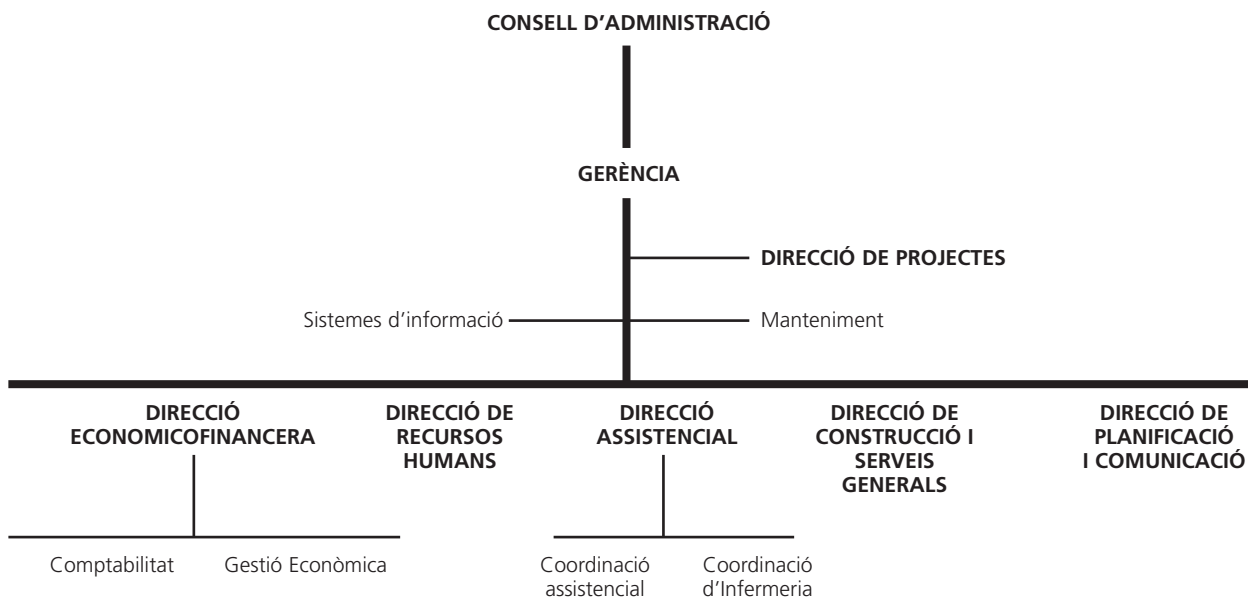 CONSELL D'ADMINISTRACIÓ
GERÈNCIA
DIRECCIÓ DE PROJECTES
Sistemes d'informació
Manteniment
DIRECCIÓ
ECONOMICOFINANCERA
DIRECCIÓ DE
RECURSOS
HUMANS
DIRECCIÓ
ASSISTENCIAL
DIRECCIÓ DE
CONSTRUCCIÓ I
SERVEIS
GENERALS
DIRECCIÓ DE
PLANIFICACIÓ
I COMUNICACIÓ
Comptabilitat
Gestió Econòmica
Coordinació
assistencial
Coordinació
d'Infermeria